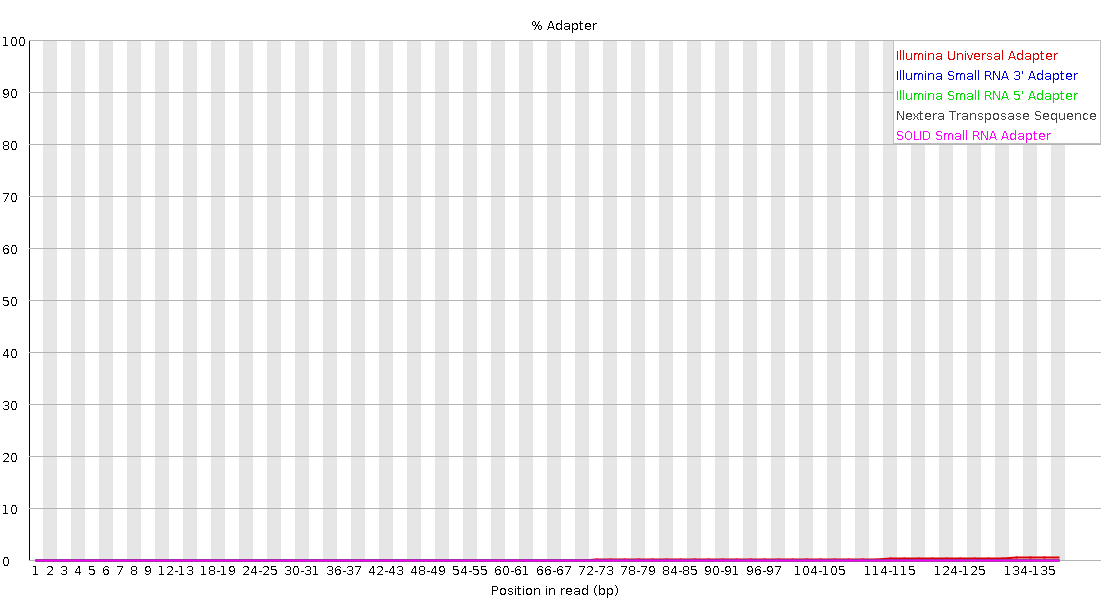 % Adapter
100
90
80
70
60
50
40
30
20
10
0
Illumina Universal Adapter
Illumina Small RNA 3' Adapter
Illumina Small RNA 5' Adapter
Nextera Transposase Sequence
SOLID Small RNA Adapter
1 2 3 4 5 6 7 8 9 12-13 18-19 24-25 30-31 36-37 42-43 48-49 54-55 60-61 66-67 72-73 78-79 84-85 90-91 96-97 104-105 114-115 124-125 134-135
Position in read (bp)